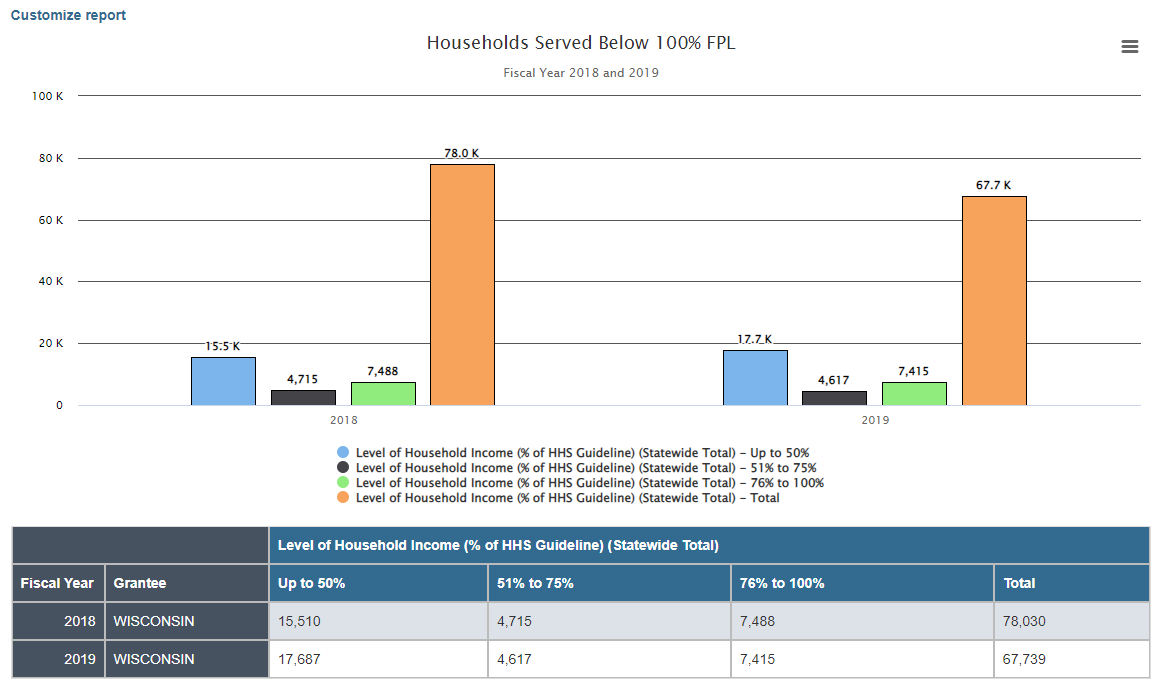 Customize report
Households Served Below 100% FPL
Fiscal Year 2018 and 2019
100 K
80 K
60 K
40 K
20 K
0
15.5 K
4,715
7,488
78.0 K
17.7 K
4,617
7,415
67.7 K
2018
2019
Level of Household Income (% of HHS Guideline) (Statewide Total) – Up to 50%
Level of Household Income (% of HHS Guideline) (Statewide Total) – 51% to 75%
Level of Household Income (% of HHS Guideline) (Statewide Total) – 76% to 100%
Level of Household Income (% of HHS Guideline) (Statewide Total) – Total
Level of Household Income (% of HHS Guideline) (Statewide Total)
Fiscal Year Grantee Up to 50% 51% to 75% 76% to 100% Total
2018 WISCONSIN 15,510 4,715 7,488 78,030
2019 WISCONSIN 17,687 4,617 7,415 67,739